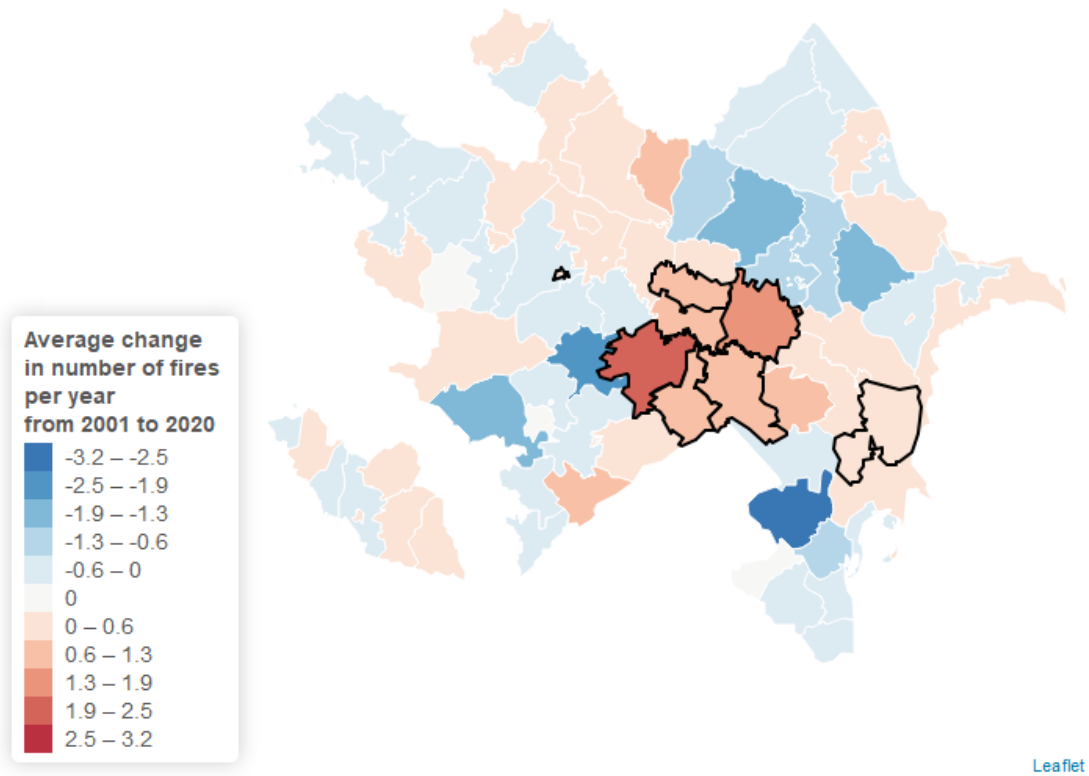 Average change
in number of fires
per year
from 2001 to 2020
-3.2 – -2.5
-2.5 – -1.9
-1.9 – -1.3
-1.3 – -0.6
-0.6 – 0
0
0 – 0.6
0.6 – 1.3
1.3 – 1.9
1.9 – 2.5
2.5 – 3.2
Leaflet